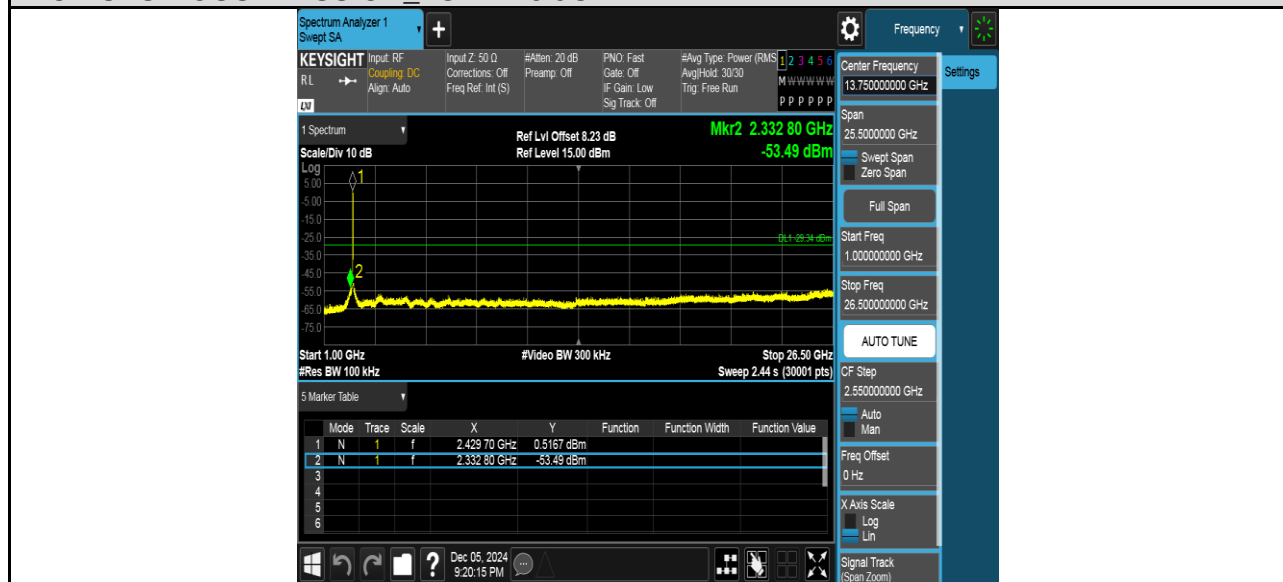 Spectrum Analyzer 1
Swept SA
+
Frequency
KEYSIGHT
RL
LXI
Input: RF
Coupling: DC
Align: Auto
Input Z: 50 Ω
Corrections: Off
Freq Ref: Int (S)
#Atten: 20 dB
Preamp: Off
PNO: Fast
Gate: Off
IF Gain: Low
Sig Track: Off
#Avg Type: Power (RMS
Avg|Hold: 30/30
Trig: Free Run
1 2 3 4 5 6
M W W W W W
P P P P P P
1 Spectrum
Scale/Div 10 dB
Ref Lvl Offset 8.23 dB
Ref Level 15.00 dBm
Mkr2 2.332 80 GHz
-53.49 dBm
Log
5.00
-5.00
-15.0
-25.0
-35.0
-45.0
-55.0
-65.0
-75.0
1
2
DL1 -29.34 dBm
Start 1.00 GHz
#Video BW 300 kHz
Stop 26.50 GHz
#Res BW 100 kHz
Sweep 2.44 s (30001 pts)
5 Marker Table
Mode Trace Scale X Y Function Function Width Function Value
1 N 1 f 2.429 70 GHz 0.5167 dBm
2 N 1 f 2.332 80 GHz -53.49 dBm
3
4
5
6
?
Dec 05, 2024
9:20:15 PM
Center Frequency
13.750000000 GHz
Settings
Span
25.5000000 GHz
Swept Span
Zero Span
Full Span
Start Freq
1.000000000 GHz
Stop Freq
26.500000000 GHz
AUTO TUNE
CF Step
2.550000000 GHz
Auto
Man
Freq Offset
0 Hz
X Axis Scale
Log
Lin
Signal Track
(Span Zoom)